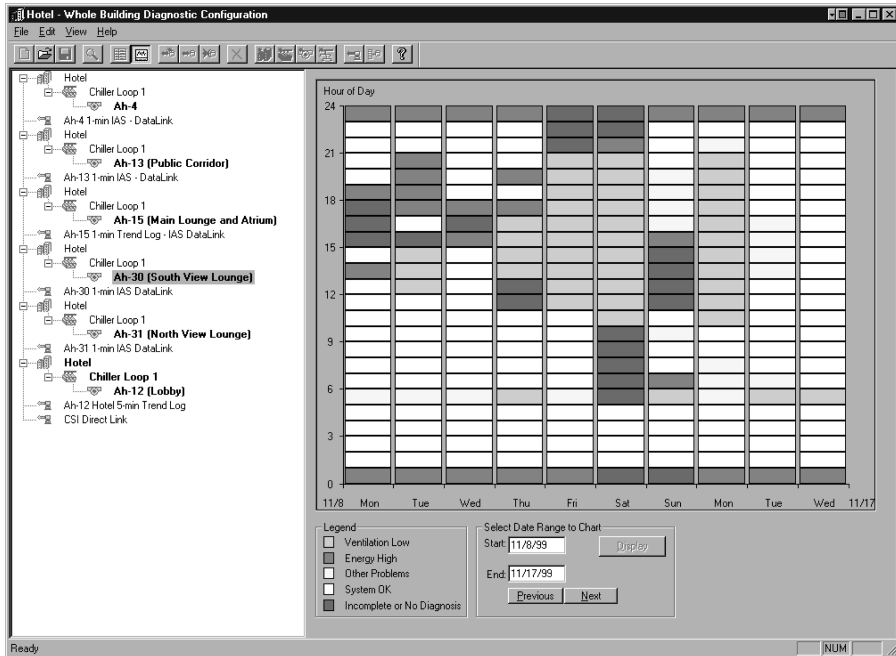 Hotel - Whole Building Diagnostic Configuration
File Edit View Help
Hotel
Chiller Loop 1
Ah-4
Ah-4 1-min IAS - DataLink
Hotel
Chiller Loop 1
Ah-13 (Public Corridor)
Ah-13 1-min IAS - DataLink
Hotel
Chiller Loop 1
Ah-15 (Main Lounge and Atrium)
Ah-15 1-min Trend Log - IAS DataLink
Hotel
Chiller Loop 1
Ah-30 (South View Lounge)
Ah-30 1-min IAS DataLink
Hotel
Chiller Loop 1
Ah-31 (North View Lounge)
Ah-31 1-min IAS DataLink
Hotel
Chiller Loop 1
Ah-12 (Lobby)
Ah-12 Hotel 5-min Trend Log
CSI Direct Link
Hour of Day
24
21
18
15
12
9
6
3
0
11/8 Mon Tue Wed Thu Fri Sat Sun Mon Tue Wed 11/17
Legend
Ventilation Low
Energy High
Other Problems
System OK
Incomplete or No Diagnosis
Select Date Range to Chart
Start: 11/8/99 Display
End: 11/17/99
Previous Next
Ready NUM